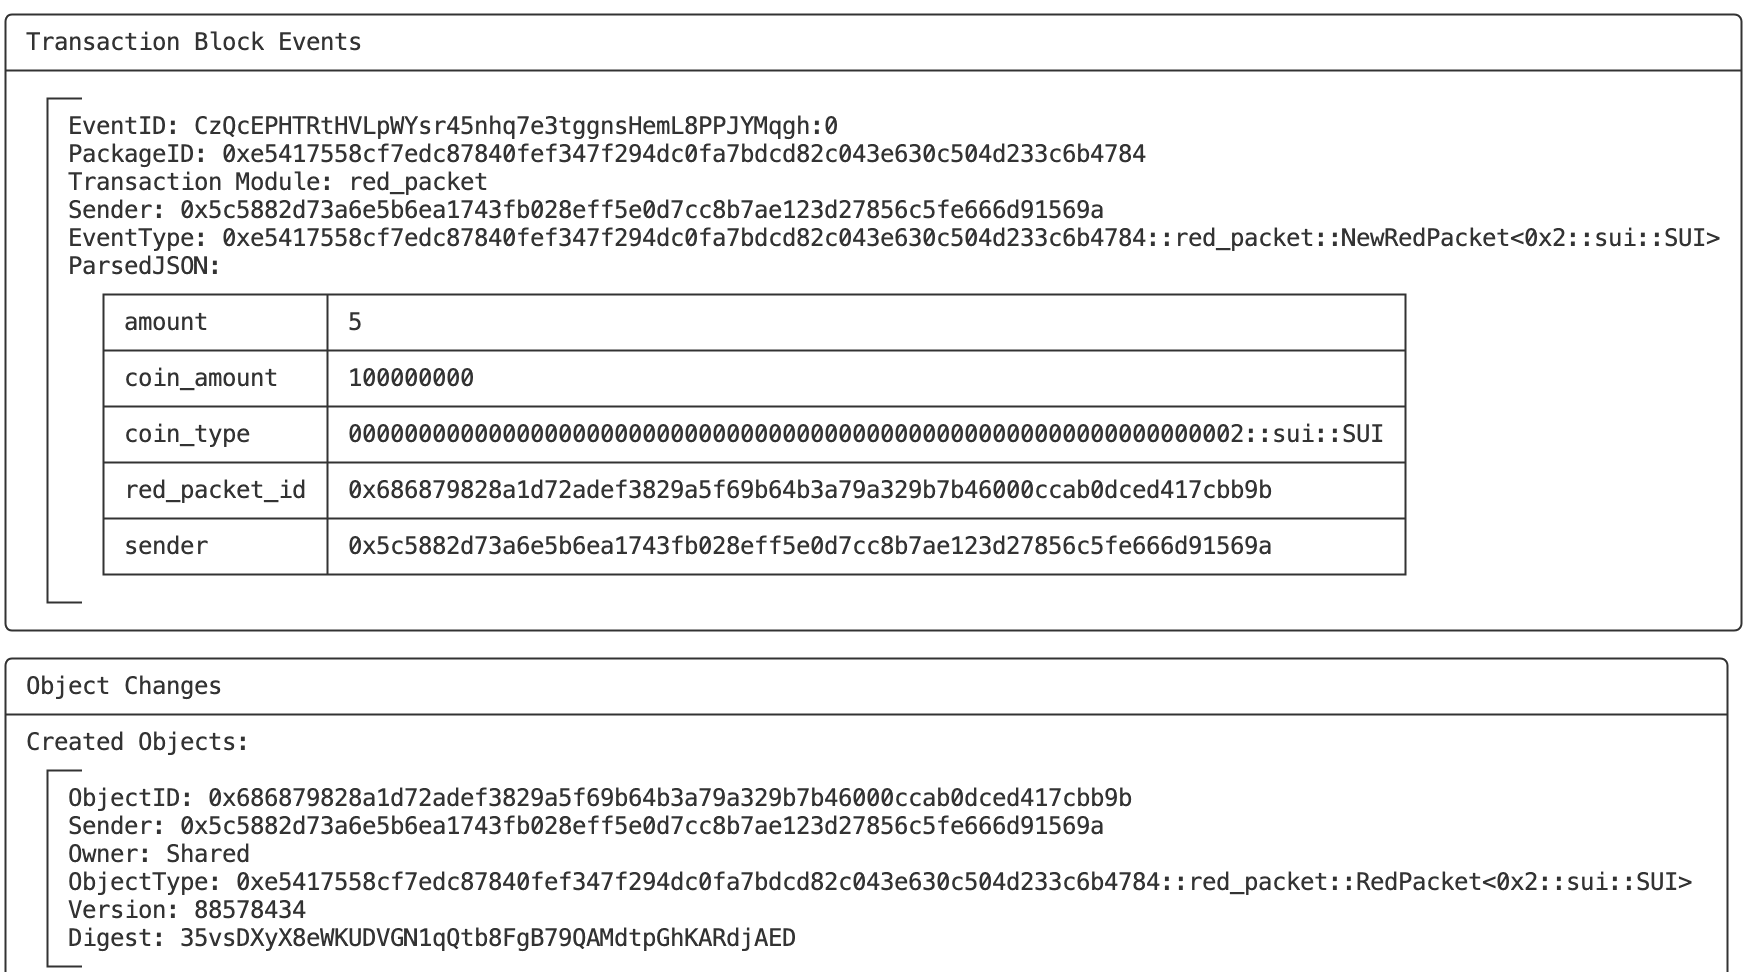 Transaction Block Events
EventID: CzQcEPHTRtHVLpWYsr45nhq7e3tggnsHemL8PPJYMqgh:0
PackageID: 0xe5417558cf7edc87840fef347f294dc0fa7bdcd82c043e630c504d233c6b4784
Transaction Module: red_packet
Sender: 0x5c5882d73a6e5b6ea1743fb028eff5e0d7cc8b7ae123d27856c5fe666d91569a
EventType: 0xe5417558cf7edc87840fef347f294dc0fa7bdcd82c043e630c504d233c6b4784::red_packet::NewRedPacket<0x2::sui::SUI>
ParsedJSON:
amount 5
coin_amount 100000000
coin_type 0000000000000000000000000000000000000000000000000000000000000002::sui::SUI
red_packet_id 0x686879828a1d72adef3829a5f69b64b3a79a329b7b46000ccab0dced417cbb9b
sender 0x5c5882d73a6e5b6ea1743fb028eff5e0d7cc8b7ae123d27856c5fe666d91569a
Object Changes
Created Objects:
ObjectID: 0x686879828a1d72adef3829a5f69b64b3a79a329b7b46000ccab0dced417cbb9b
Sender: 0x5c5882d73a6e5b6ea1743fb028eff5e0d7cc8b7ae123d27856c5fe666d91569a
Owner: Shared
ObjectType: 0xe5417558cf7edc87840fef347f294dc0fa7bdcd82c043e630c504d233c6b4784::red_packet::RedPacket<0x2::sui::SUI>
Version: 88578434
Digest: 35vsDXyX8eWKUDVGN1qQtb8FgB79QAMdtpGhKARdjAED